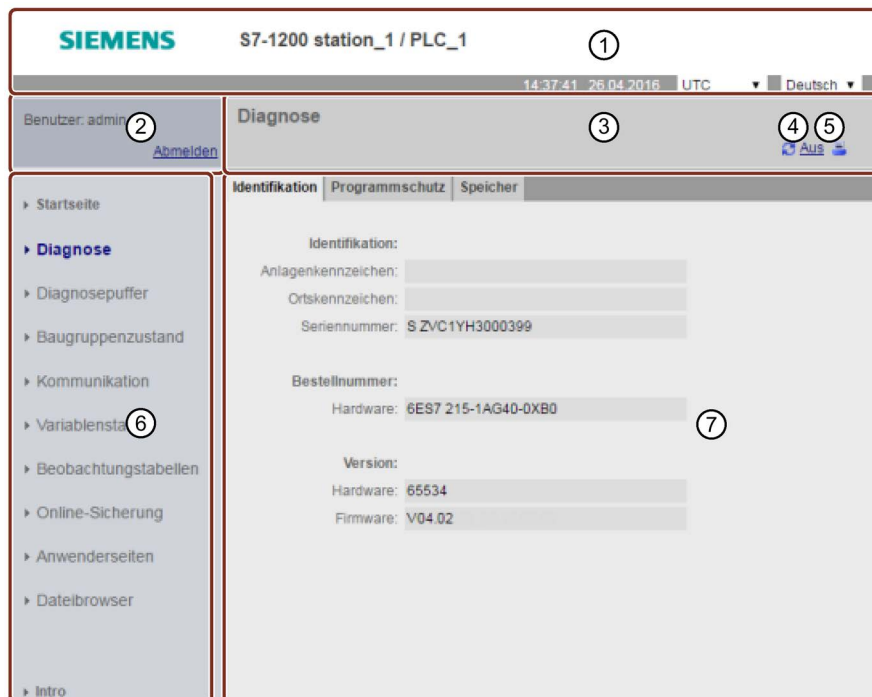 SIEMENS
S7-1200 station_1 / PLC_1
1
14:37:41 26.04.2016 UTC Deutsch
Benutzer: admin
2
Abmelden
Diagnose
3
4
5
Aus
Identifikation Programmschutz Speicher
Startseite
Diagnose
Diagnosepuffer
Baugruppenzustand
Kommunikation
6
Beobachtungstabellen
Online-Sicherung
Anwenderseiten
Dateibrowser
Intro
Identifikation:
Anlagenkennzeichen:
Ortskennzeichen:
Seriennummer: S ZVC1YH3000399
Bestellnummer:
Hardware: 6ES7 215-1AG40-0XB0
7
Version:
Hardware: 65534
Firmware: V04.02